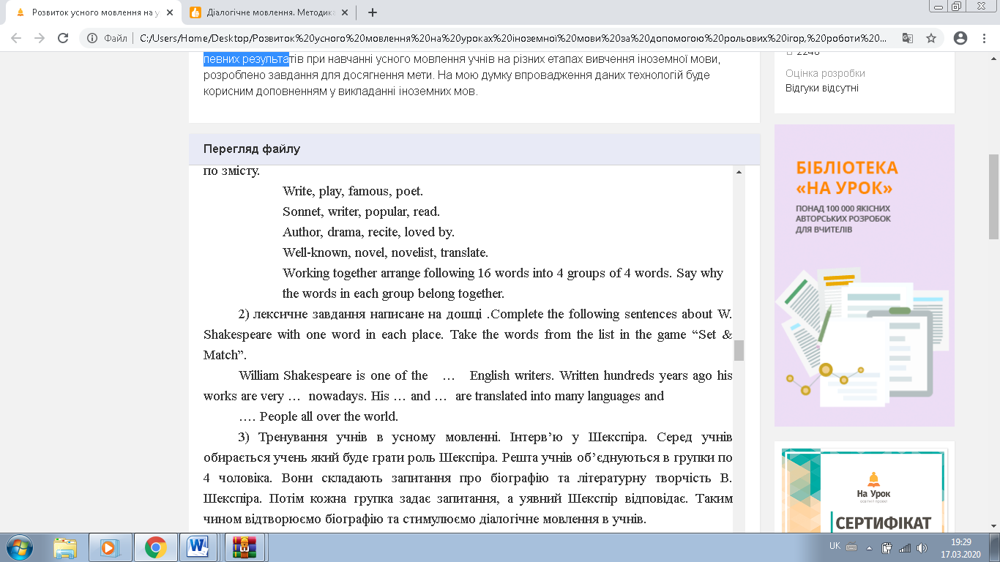 Розвиток усного мовлення на у
Діалогічне мовлення. Методика
Файл
C:/Users/Home/Desktop/Розвиток%20усного%20мовлення%20на%20уроках%20іноземної%20мови%20за%20допомогою%20рольових%20ігор,%20роботи%20...
певних результатів при навчанні усного мовлення учнів на різних етапах вивчення іноземної мови,
розроблено завдання для досягнення мети. На мою думку впровадження даних технологій буде
корисним доповненням у викладанні іноземних мов.
2248
Оцінка розробки
Відгуки відсутні
Перегляд файлу
по змісту.
Write, play, famous, poet.
Sonnet, writer, popular, read.
Author, drama, recite, loved by.
Well-known, novel, novelist, translate.
Working together arrange following 16 words into 4 groups of 4 words. Say why
the words in each group belong together.
2) лексичне завдання написати на дошці .Complete the following sentences about W.
Shakespeare with one word in each place. Take the words from the list in the game “Set &
Match”.
William Shakespeare is one of the … English writers. Written hundreds years ago his
works are very … nowadays. His … and … are translated into many languages and
…. People all over the world.
3) Тренування учнів в усному мовленні. Інтерв’ю у Шекспіра. Серед учнів
обирається учень який буде грати роль Шекспіра. Решта учнів об’єднуються в групки по
4 чоловіка. Вони складають запитання про біографію та літературну творчість В.
Шекспіра. Потім кожна групка задає запитання, а уявний Шекспір відповідає. Таким
чином відтворюємо біографію та стимулюємо діалогічне мовлення в учнів.
БІБЛІОТЕКА
«НА УРОК»
ПОНАД 100 000 ЯКІСНИХ
АВТОРСЬКИХ РОЗРОБОК
ДЛЯ ВЧИТЕЛІВ
На Урок
освітній проект
СЕРТИФІКАТ
UK
19:29
17.03.2020